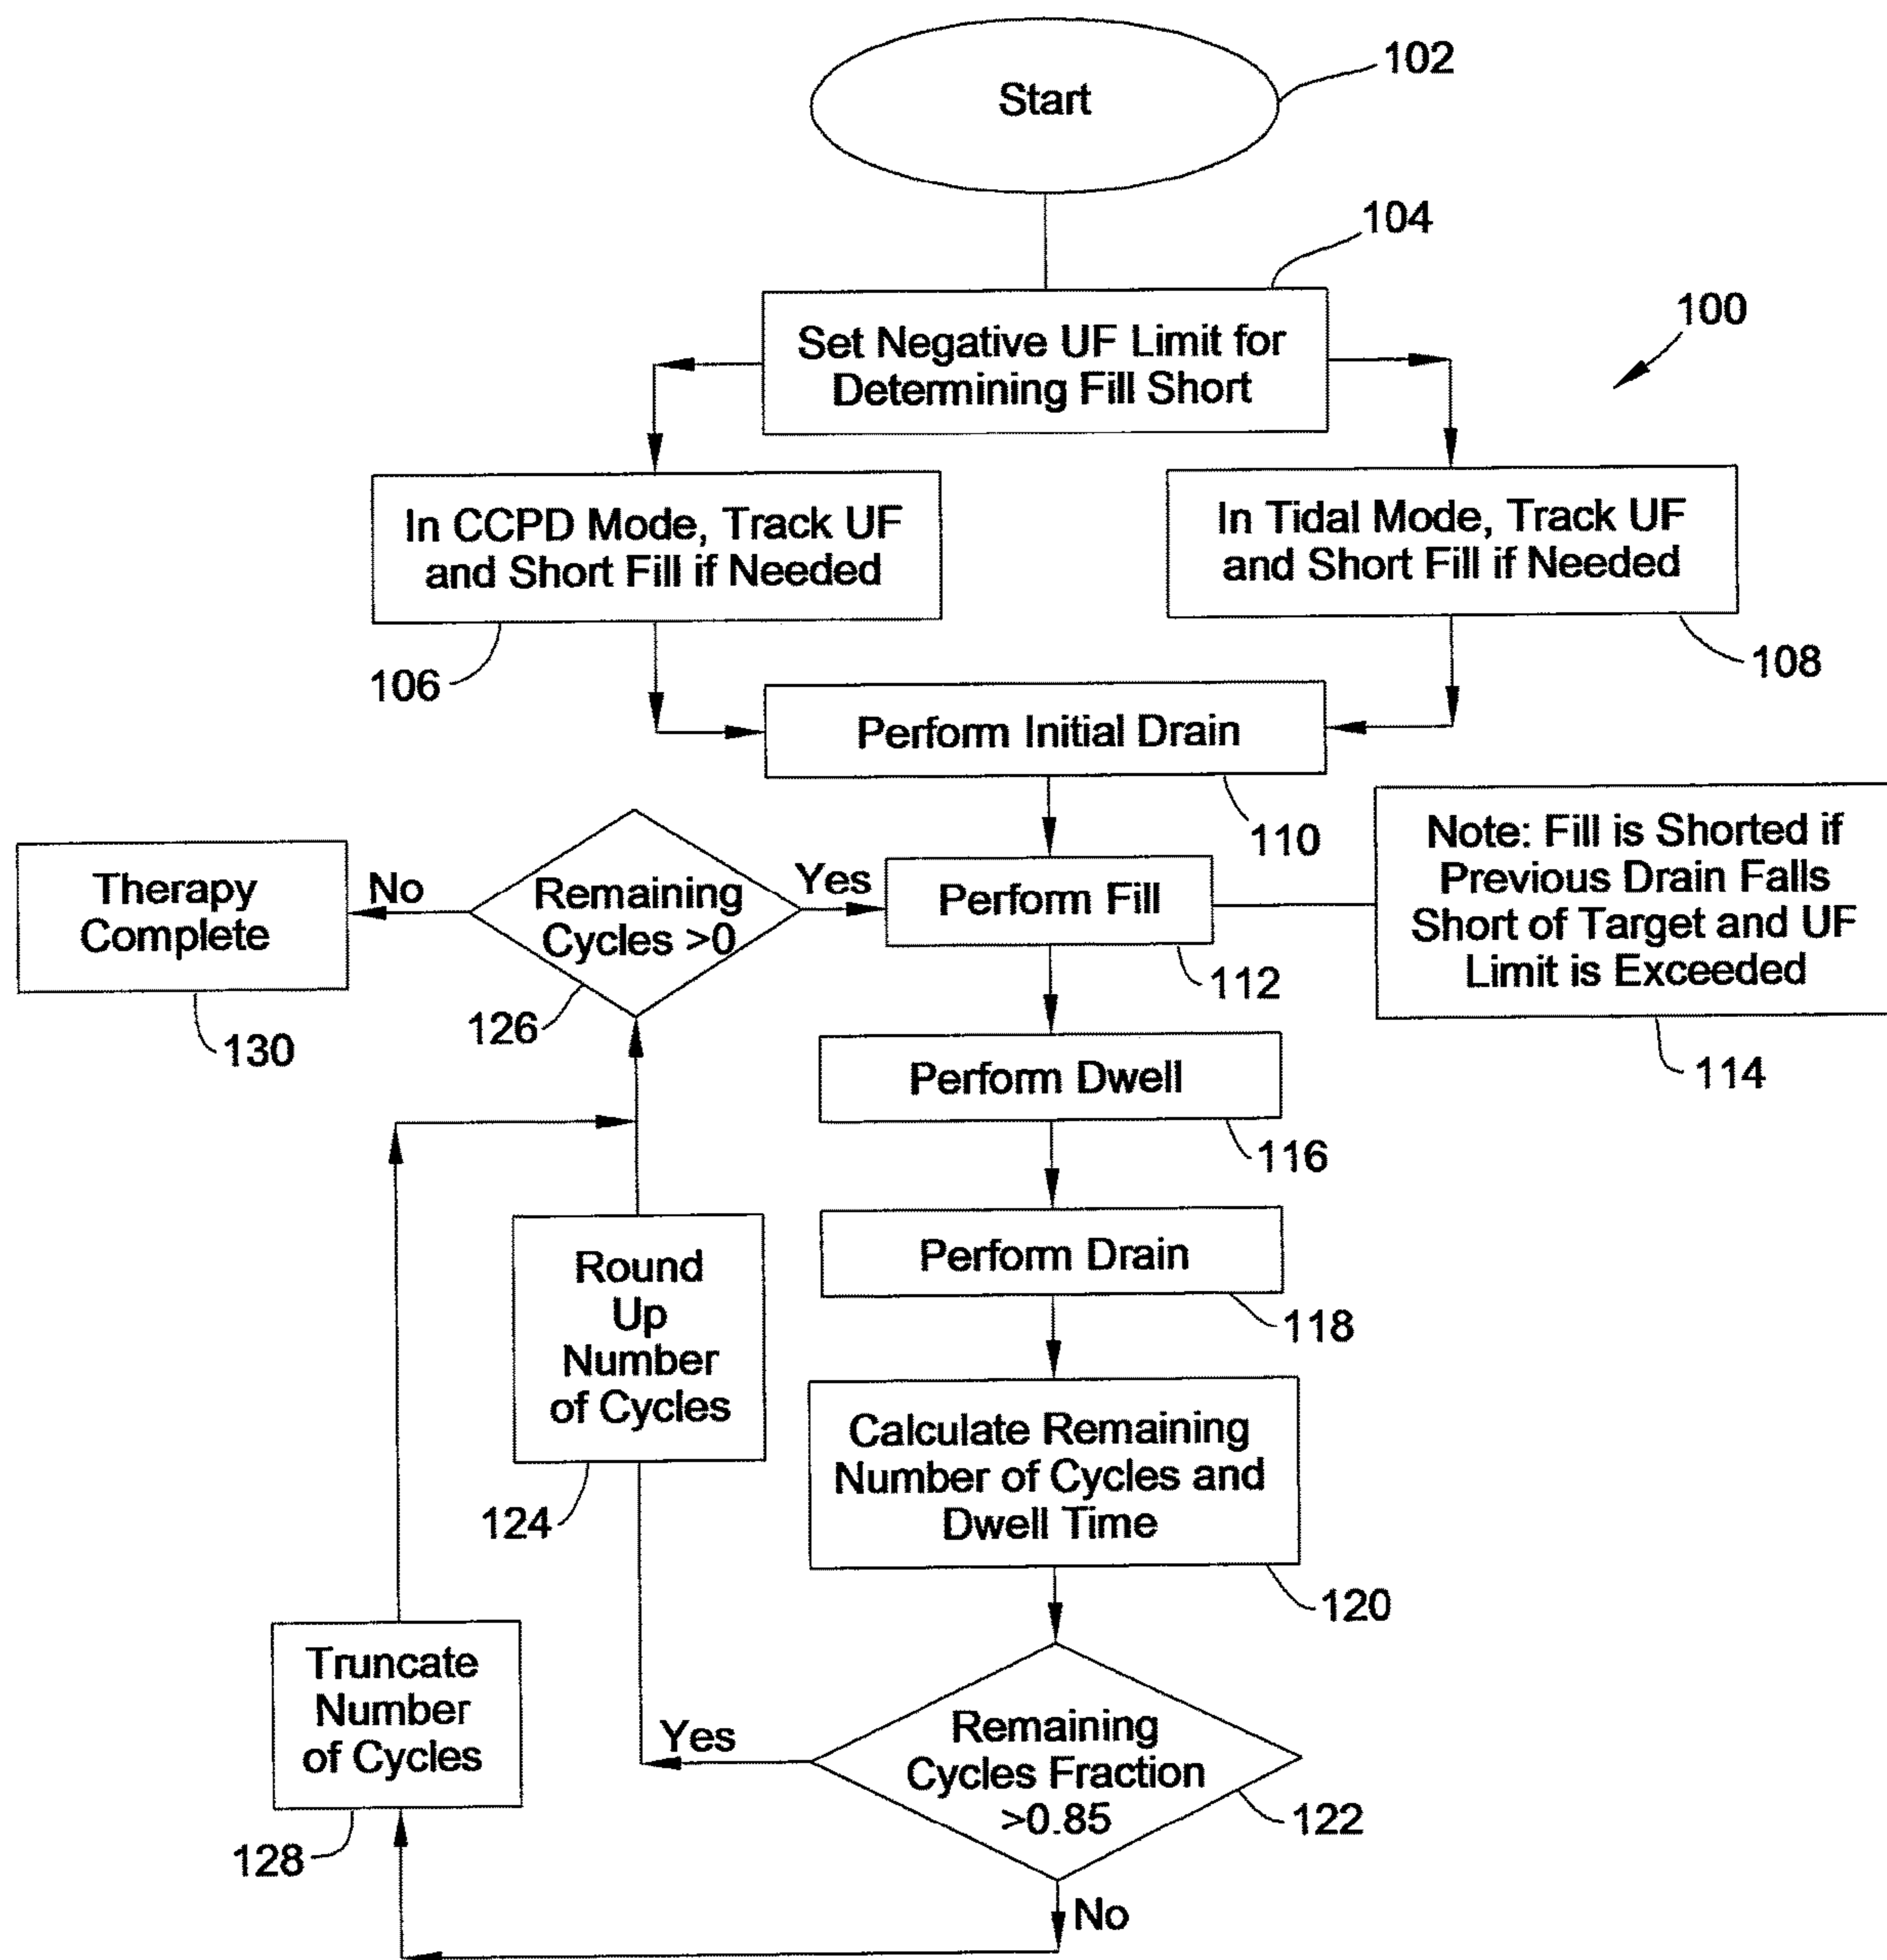 Start
102
104
Set Negative UF Limit for
Determining Fill Short
100
In CCPD Mode, Track UF
and Short Fill if Needed
106
In Tidal Mode, Track UF
and Short Fill if Needed
108
Perform Initial Drain
110
Therapy
Complete
130
No
Remaining
Cycles >0
126
Yes
Perform Fill
112
Note: Fill is Shorted if
Previous Drain Falls
Short of Target and UF
Limit is Exceeded
114
Perform Dwell
116
Perform Drain
118
Round
Up
Number
of Cycles
124
Calculate Remaining
Number of Cycles and
Dwell Time
120
Truncate
Number
of Cycles
128
Yes
Remaining
Cycles Fraction
>0.85
122
No